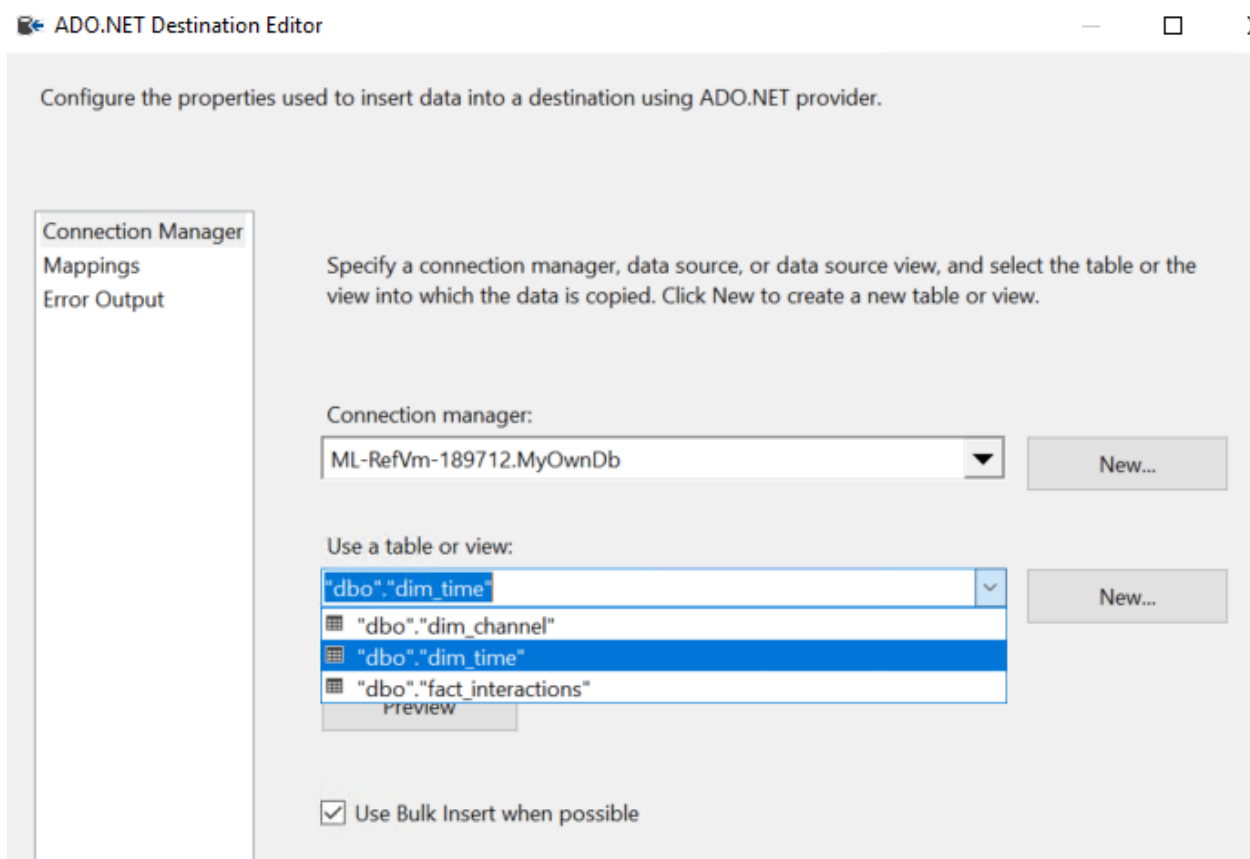 ADO.NET Destination Editor
Configure the properties used to insert data into a destination using ADO.NET provider.
Connection Manager
Mappings
Error Output
Specify a connection manager, data source, or data source view, and select the table or the
view into which the data is copied. Click New to create a new table or view.
Connection manager:
ML-RefVm-189712.MyOwnDb
New...
Use a table or view:
"dbo"."dim_time"
New...
"dbo"."dim_channel"
"dbo"."dim_time"
"dbo"."fact_interactions"
Preview
Use Bulk Insert when possible